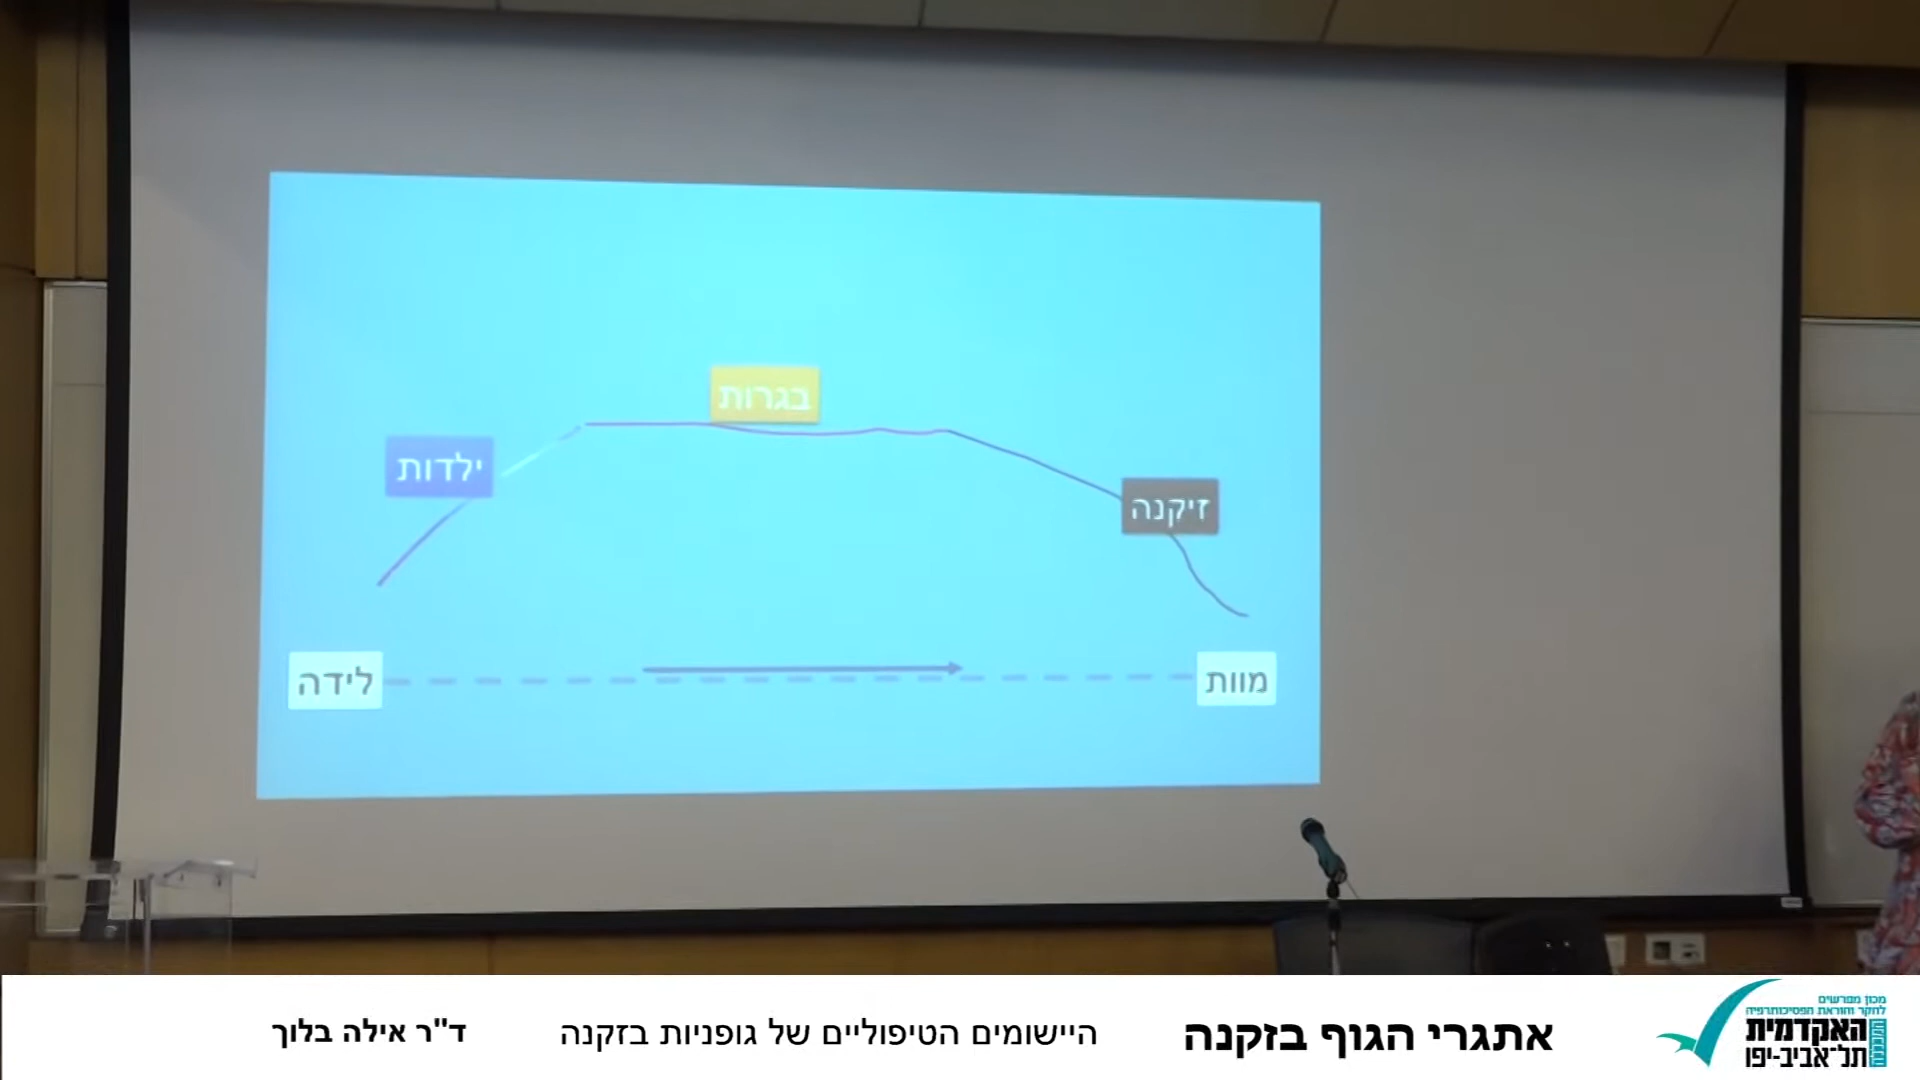 בגרות
ילדות
זיקנה
לידה
מוות
אתגרי הגוף בזקנה
היישומים הטיפוליים של גופניות בזקנה
ד"ר אילה בלוך
מכון מפרשים
לחקר והוראת הפסיכותרפיה
האקדמית
תל־אביב-יפו
המכללה